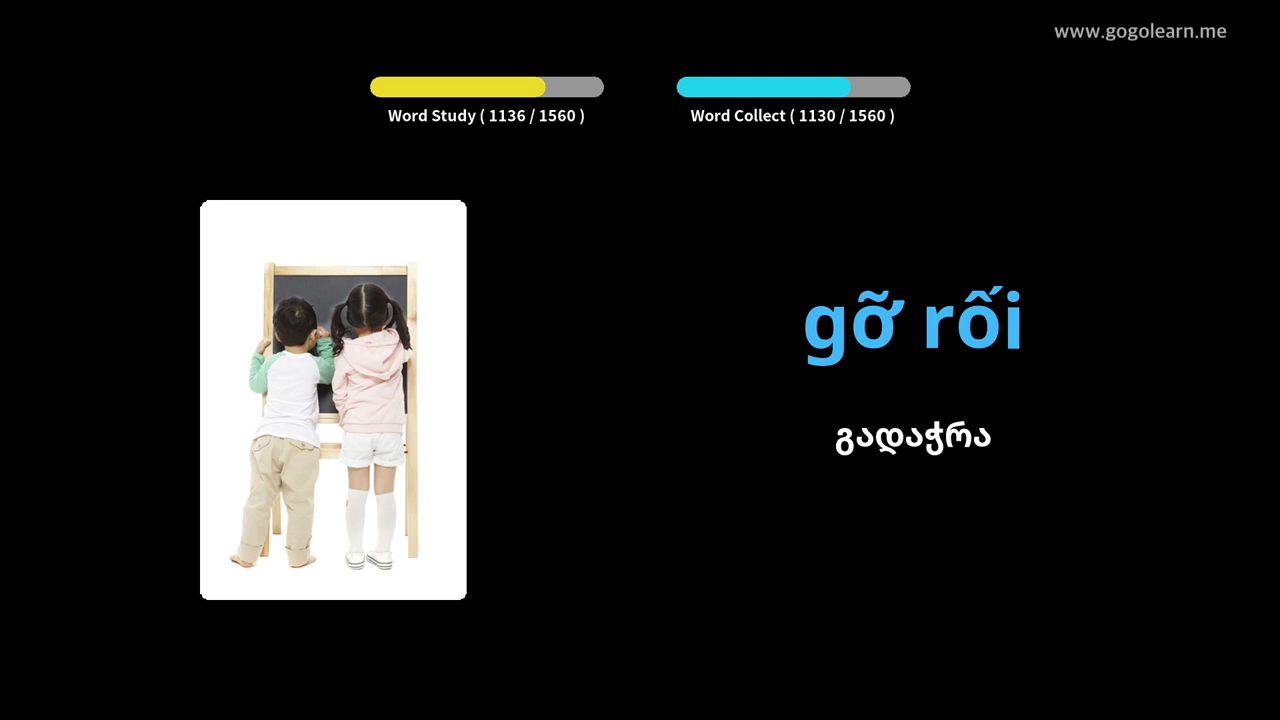 www.gogolearn.me
Word Study ( 1136 / 1560 )
Word Collect ( 1130 / 1560 )
gỡ rối
გადაჭრა